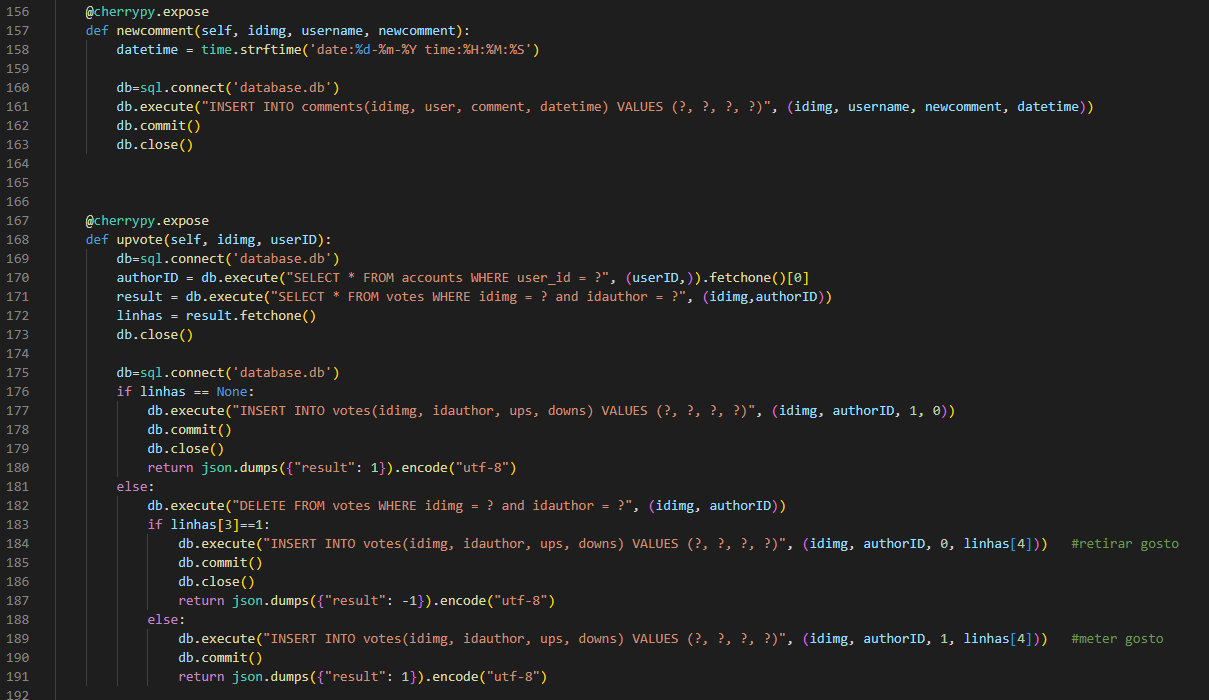 156 @cherrypy.expose
157 def newcomment(self, idimg, username, newcomment):
158 datetime = time.strftime('date:%d-%m-%Y time:%H:%M:%S')
159
160 db=sql.connect('database.db')
161 db.execute("INSERT INTO comments(idimg, user, comment, datetime) VALUES (?, ?, ?, ?)", (idimg, username, newcomment, datetime))
162 db.commit()
163 db.close()
164
165
166
167 @cherrypy.expose
168 def upvote(self, idimg, userID):
169 db=sql.connect('database.db')
170 authorID = db.execute("SELECT * FROM accounts WHERE user_id = ?", (userID,)).fetchone()[0]
171 result = db.execute("SELECT * FROM votes WHERE idimg = ? and idauthor = ?", (idimg,authorID))
172 linhas = result.fetchone()
173 db.close()
174
175 db=sql.connect('database.db')
176 if linhas == None:
177 db.execute("INSERT INTO votes(idimg, idauthor, ups, downs) VALUES (?, ?, ?, ?)", (idimg, authorID, 1, 0))
178 db.commit()
179 db.close()
180 return json.dumps({"result": 1}).encode("utf-8")
181 else:
182 db.execute("DELETE FROM votes WHERE idimg = ? and idauthor = ?", (idimg, authorID))
183 if linhas[3]==1:
184 db.execute("INSERT INTO votes(idimg, idauthor, ups, downs) VALUES (?, ?, ?, ?)", (idimg, authorID, 0, linhas[4])) #retirar gosto
185 db.commit()
186 db.close()
187 return json.dumps({"result": -1}).encode("utf-8")
188 else:
189 db.execute("INSERT INTO votes(idimg, idauthor, ups, downs) VALUES (?, ?, ?, ?)", (idimg, authorID, 1, linhas[4])) #meter gosto
190 db.commit()
191 return json.dumps({"result": 1}).encode("utf-8")
192